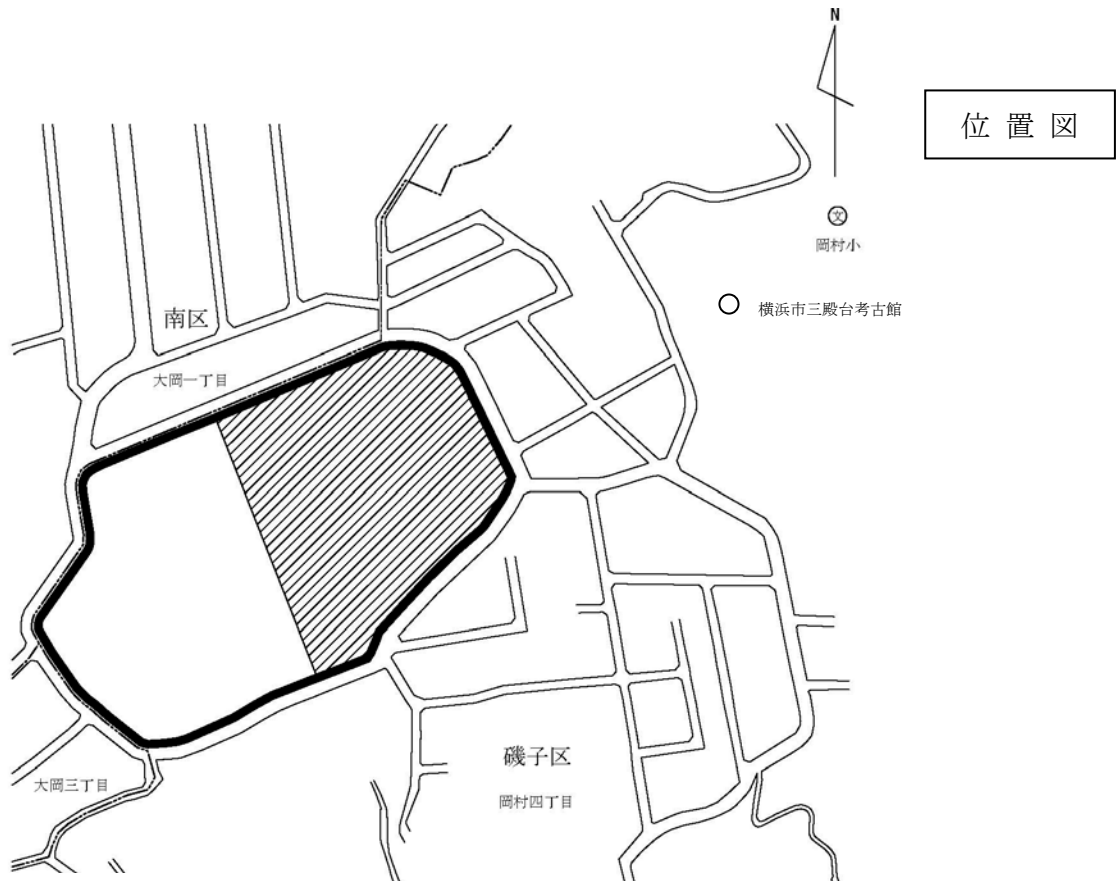 N
位置図
文
岡村小
横浜市三殿台考古館
南区
大岡一丁目
磯子区
大岡三丁目
岡村四丁目